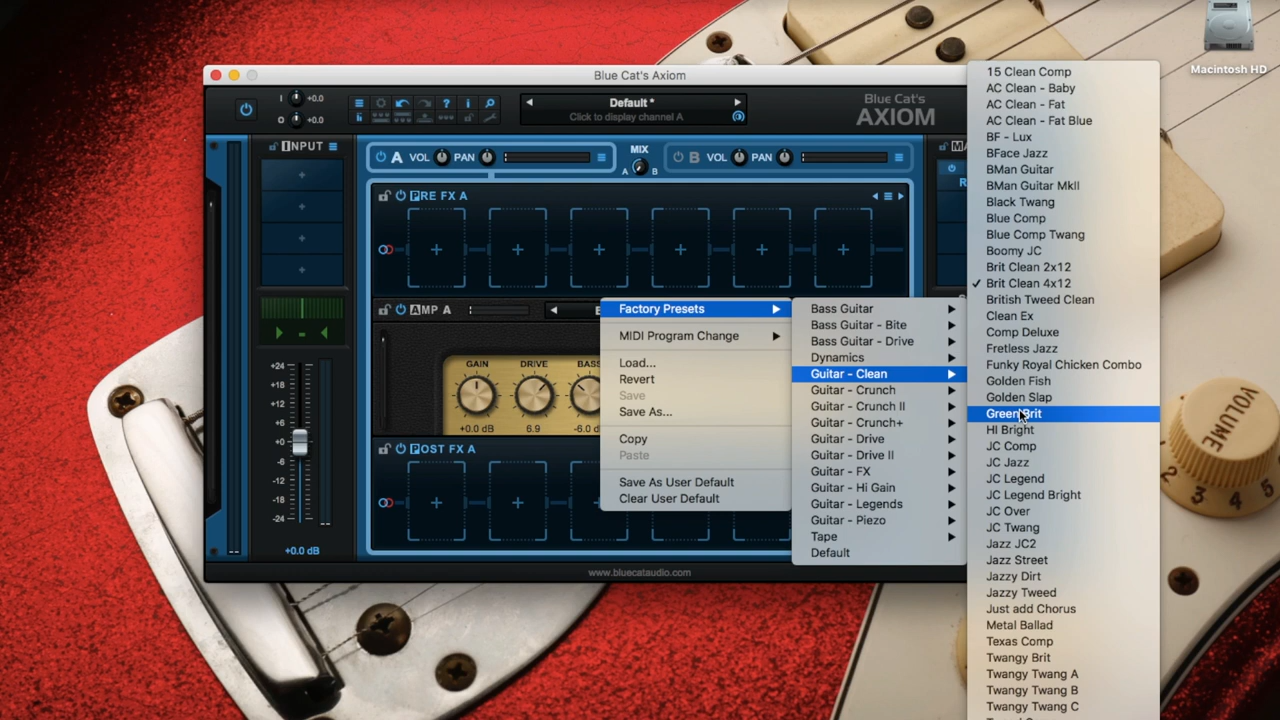 Macintosh HD
Blue Cat's Axiom
I +0.0
O +0.0
?
i
Default *
Click to display channel A
Blue Cat's
AXIOM
INPUT
A VOL PAN
MIX
A B
B VOL PAN
PRE FX A
AMP A
GAIN DRIVE BASS
+0.0 dB 6.9 -6.0 d
POST FX A
+24
+18
+12
+6
+0
-6
-12
-18
-24
+0.0 dB
www.bluecataudio.com
Factory Presets
MIDI Program Change
Load...
Revert
Save
Save As...
Copy
Paste
Save As User Default
Clear User Default
Bass Guitar
Bass Guitar - Bite
Bass Guitar - Drive
Dynamics
Guitar - Clean
Guitar - Crunch
Guitar - Crunch II
Guitar - Crunch+
Guitar - Drive
Guitar - Drive II
Guitar - FX
Guitar - Hi Gain
Guitar - Legends
Guitar - Piezo
Tape
Default
15 Clean Comp
AC Clean - Baby
AC Clean - Fat
AC Clean - Fat Blue
BF - Lux
BFace Jazz
BMan Guitar
BMan Guitar MkII
Black Twang
Blue Comp
Blue Comp Twang
Boomy JC
Brit Clean 2x12
✓ Brit Clean 4x12
British Tweed Clean
Clean Ex
Comp Deluxe
Fretless Jazz
Funky Royal Chicken Combo
Golden Fish
Golden Slap
Green Brit
HI Bright
JC Comp
JC Jazz
JC Legend
JC Legend Bright
JC Over
JC Twang
Jazz JC2
Jazz Street
Jazzy Dirt
Jazzy Tweed
Just add Chorus
Metal Ballad
Texas Comp
Twangy Brit
Twangy Twang A
Twangy Twang B
Twangy Twang C
VOLUME
2 3 4 5